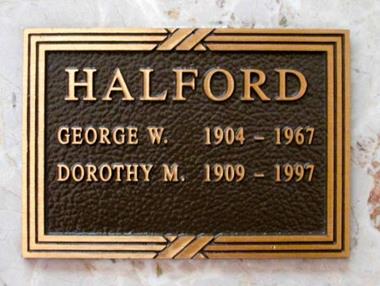 HALFORD
GEORGE W. 1904 – 1967
DOROTHY M. 1909 – 1997